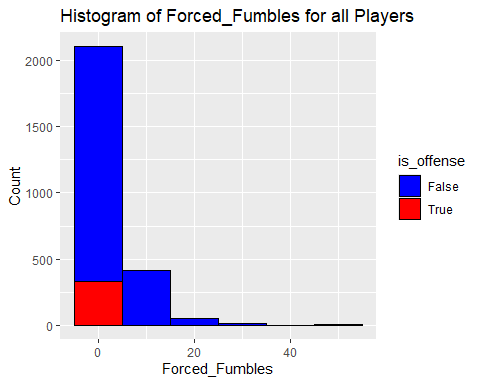 Histogram of Forced_Fumbles for all Players
2000
1500
1000
500
0
Count
0
20
40
Forced_Fumbles
is_offense
False
True